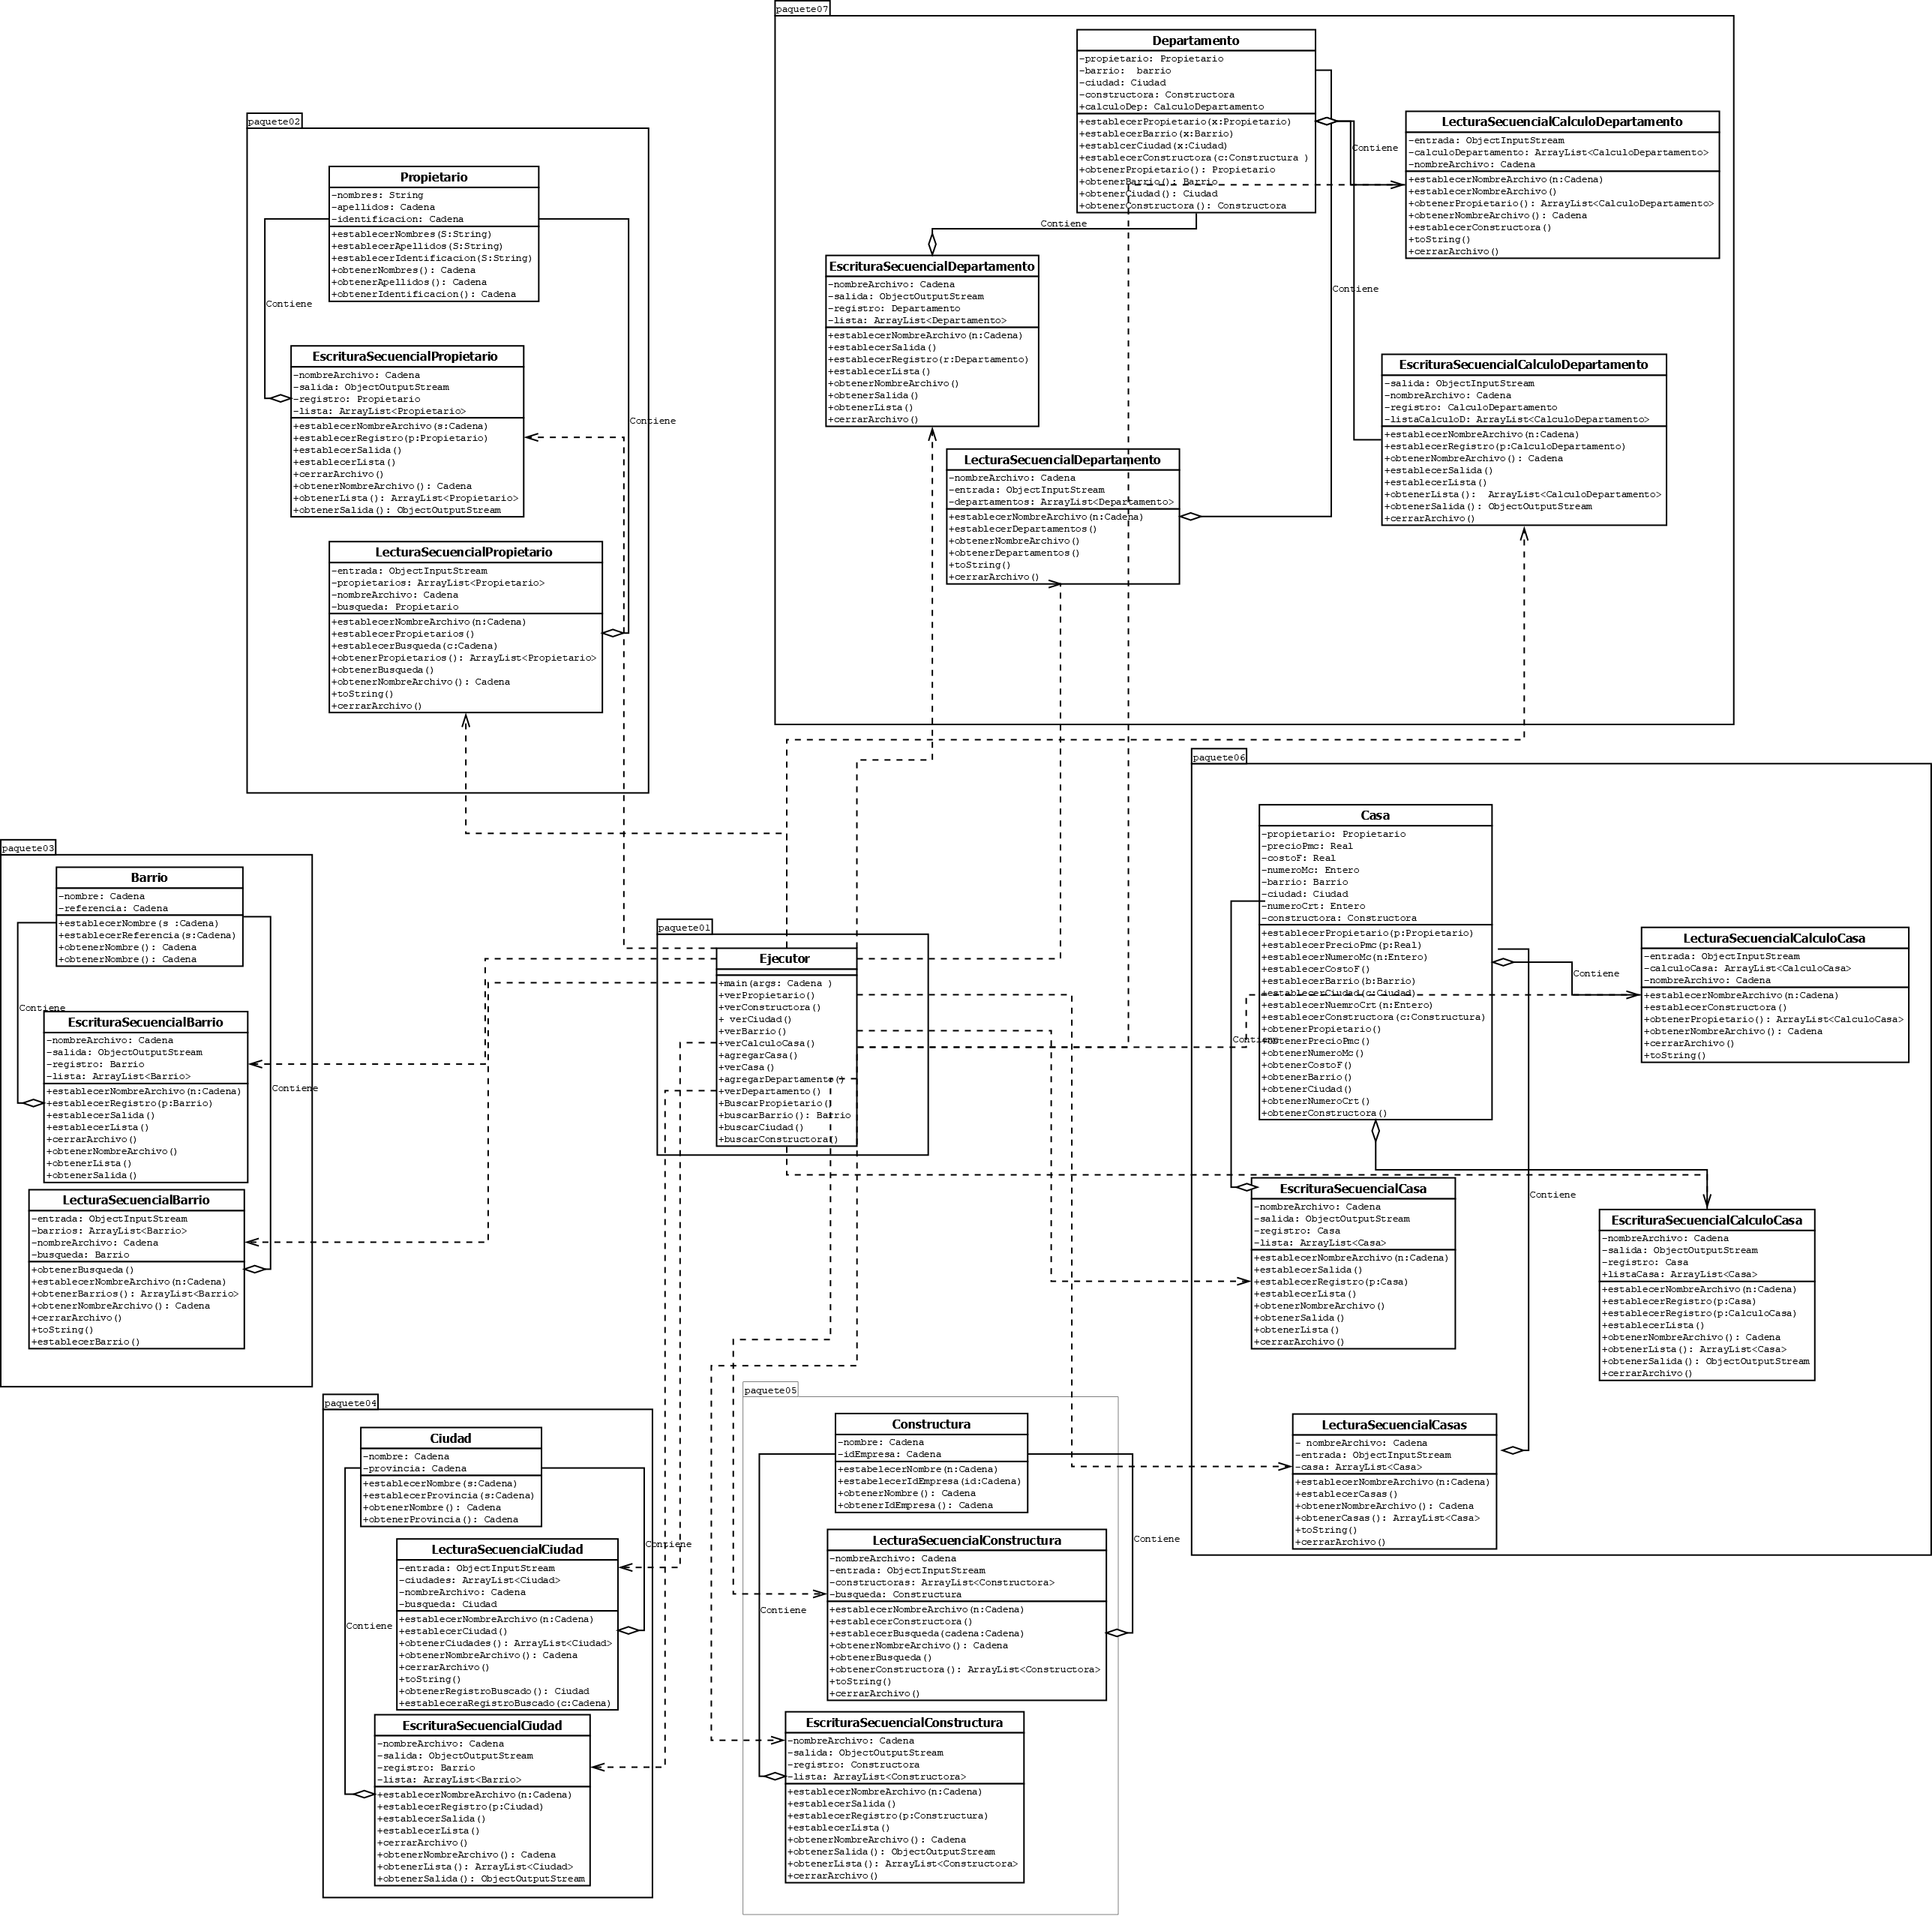 paquete07
Departamento
-propietario: Propietario
-barrio:  barrio
-ciudad: Ciudad
-constructora: Constructora
+calculoDep: CalculoDepartamento
+establecerPropietario(x:Propietario)
+establecerBarrio(x:Barrio)
+establcerCiudad(x:Ciudad)
+establecerConstructora(c:Constructura )
+obtenerPropietario(): Propietario
+obtenerBarrio(): Barrio
+obtenerCiudad(): Ciudad
+obtenerConstructora(): Constructora
Contiene
LecturaSecuencialCalculoDepartamento
-entrada: ObjectInputStream
-calculoDepartamento: ArrayList<CalculoDepartamento>
-nombreArchivo: Cadena
+establecerNombreArchivo(n:Cadena)
+establecerNombreArchivo()
+obtenerPropietario(): ArrayList<CalculoDepartamento>
+obtenerNombreArchivo(): Cadena
+establecerConstructora()
+toString()
+cerrarArchivo()
Contiene
EscrituraSecuencialDepartamento
-nombreArchivo: Cadena
-salida: ObjectOutputStream
-registro: Departamento
-lista: ArrayList<Departamento>
+establecerNombreArchivo(n:Cadena)
+establecerSalida()
+establecerRegistro(r:Departamento)
+establecerLista()
+obtenerNombreArchivo()
+obtenerSalida()
+obtenerLista()
+cerrarArchivo()
Contiene
EscrituraSecuencialCalculoDepartamento
-salida: ObjectInputStream
-nombreArchivo: Cadena
-registro: CalculoDepartamento
-listaCalculoD: ArrayList<CalculoDepartamento>
+establecerNombreArchivo(n:Cadena)
+establecerRegistro(p:CalculoDepartamento)
+obtenerNombreArchivo(): Cadena
+establecerSalida()
+establecerLista()
+obtenerLista():  ArrayList<CalculoDepartamento>
+obtenerSalida(): ObjectOutputStream
+cerrarArchivo()
LecturaSecuencialDepartamento
-nombreArchivo: Cadena
-entrada: ObjectInputStream
-departamentos: ArrayList<Departamento>
+establecerNombreArchivo(n:Cadena)
+establecerDepartamentos()
+obtenerNombreArchivo()
+obtenerDepartamentos()
+toString()
+cerrarArchivo()
paquete02
Propietario
-nombres: String
-apellidos: Cadena
-identificacion: Cadena
+establecerNombres(S:String)
+establecerApellidos(S:String)
+establecerIdentificacion(S:String)
+obtenerNombres(): Cadena
+obtenerApellidos(): Cadena
+obtenerIdentificacion(): Cadena
Contiene
EscrituraSecuencialPropietario
-nombreArchivo: Cadena
-salida: ObjectOutputStream
-registro: Propietario
-lista: ArrayList<Propietario>
+establecerNombreArchivo(s:Cadena)
+establecerRegistro(p:Propietario)
+establecerSalida()
+establecerLista()
+cerrarArchivo()
+obtenerNombreArchivo(): Cadena
+obtenerLista(): ArrayList<Propietario>
+obtenerSalida(): ObjectOutputStream
Contiene
LecturaSecuencialPropietario
-entrada: ObjectInputStream
-propietarios: ArrayList<Propietario>
-nombreArchivo: Cadena
-busqueda: Propietario
+establecerNombreArchivo(n:Cadena)
+establecerPropietarios()
+establecerBusqueda(c:Cadena)
+obtenerPropietarios(): ArrayList<Propietario>
+obtenerBusqueda()
+obtenerNombreArchivo(): Cadena
+toString()
+cerrarArchivo()
paquete03
Barrio
-nombre: Cadena
-referencia: Cadena
+establecerNombre(s :Cadena)
+establecerReferencia(s:Cadena)
+obtenerNombre(): Cadena
+obtenerNombre(): Cadena
Contiene
EscrituraSecuencialBarrio
-nombreArchivo: Cadena
-salida: ObjectOutputStream
-registro: Barrio
-lista: ArrayList<Barrio>
+establecerNombreArchivo(n:Cadena)
+establecerRegistro(p:Barrio)
+establecerSalida()
+establecerLista()
+cerrarArchivo()
+obtenerNombreArchivo()
+obtenerLista()
+obtenerSalida()
Contiene
LecturaSecuencialBarrio
-entrada: ObjectInputStream
-barrios: ArrayList<Barrio>
-nombreArchivo: Cadena
-busqueda: Barrio
+obtenerBusqueda()
+establecerNombreArchivo(n:Cadena)
+obtenerBarrios(): ArrayList<Barrio>
+obtenerNombreArchivo(): Cadena
+cerrarArchivo()
+toString()
+establecerBarrio()
paquete01
Ejecutor
+main(args: Cadena )
+verPropietario()
+verConstructora()
+ verCiudad()
+verBarrio()
+verCalculoCasa()
+agregarCasa()
+verCasa()
+agregarDepartamento()
+verDepartamento()
+BuscarPropietario()
+buscarBarrio(): Barrio
+buscarCiudad()
+buscarConstructora()
paquete06
Casa
-propietario: Propietario
-precioPmc: Real
-costoF: Real
-numeroMc: Entero
-barrio: Barrio
-ciudad: Ciudad
-numeroCrt: Entero
-constructora: Constructora
+establecerPropietario(p:Propietario)
+establecerPrecioPmc(p:Real)
+establecerNumeroMc(n:Entero)
+establecerCostoF()
+establecerBarrio(b:Barrio)
+establecerCiudad(c:Ciudad)
+establecerNuemroCrt(n:Entero)
+establecerConstructora(c:Constructura)
+obtenerPropietario()
+obtenerPrecioPmc()
+obtenerNumeroMc()
+obtenerCostoF()
+obtenerBarrio()
+obtenerCiudad()
+obtenerNumeroCrt()
+obtenerConstructora()
Contiene
Contiene
LecturaSecuencialCalculoCasa
-entrada: ObjectInputStream
-calculoCasa: ArrayList<CalculoCasa>
-nombreArchivo: Cadena
+establecerNombreArchivo(n:Cadena)
+establecerConstructora()
+obtenerPropietario(): ArrayList<CalculoCasa>
+obtenerNombreArchivo: Cadena
+cerrarArchivo()
+toString()
EscrituraSecuencialCasa
-nombreArchivo: Cadena
-salida: ObjectOutputStream
-registro: Casa
-lista: ArrayList<Casa>
+establecerNombreArchivo(n:Cadena)
+establecerSalida()
+establecerRegistro(p:Casa)
+establecerLista()
+obtenerNombreArchivo()
+obtenerSalida()
+obtenerLista()
+cerrarArchivo()
Contiene
EscrituraSecuencialCalculoCasa
-nombreArchivo: Cadena
-salida: ObjectOutputStream
-registro: Casa
+listaCasa: ArrayList<Casa>
+establecerNombreArchivo(n:Cadena)
+establecerRegistro(p:Casa)
+establecerRegistro(p:CalculoCasa)
+establecerLista()
+obtenerNombreArchivo(): Cadena
+obtenerLista(): ArrayList<Casa>
+obtenerSalida(): ObjectOutputStream
+cerrarArchivo()
LecturaSecuencialCasas
- nombreArchivo: Cadena
-entrada: ObjectInputStream
-casa: ArrayList<Casa>
+establecerNombreArchivo(n:Cadena)
+establecerCasas()
+obtenerNombreArchivo(): Cadena
+obtenerCasas(): ArrayList<Casa>
+toString()
+cerrarArchivo()
paquete04
Ciudad
-nombre: Cadena
-provincia: Cadena
+establecerNombre(s:Cadena)
+establecerProvincia(s:Cadena)
+obtenerNombre(): Cadena
+obtenerProvincia(): Cadena
Contiene
LecturaSecuencialCiudad
-entrada: ObjectInputStream
-ciudades: ArrayList<Ciudad>
-nombreArchivo: Cadena
-busqueda: Ciudad
+establecerNombreArchivo(n:Cadena)
+establecerCiudad()
+obtenerCiudades(): ArrayList<Ciudad>
+obtenerNombreArchivo(): Cadena
+cerrarArchivo()
+toString()
+obtenerRegistroBuscado(): Ciudad
+estableceraRegistroBuscado(c:Cadena)
Contiene
EscrituraSecuencialCiudad
-nombreArchivo: Cadena
-salida: ObjectOutputStream
-registro: Barrio
-lista: ArrayList<Barrio>
+establecerNombreArchivo(n:Cadena)
+establecerRegistro(p:Ciudad)
+establecerSalida()
+establecerLista()
+cerrarArchivo()
+obtenerNombreArchivo(): Cadena
+obtenerLista(): ArrayList<Ciudad>
+obtenerSalida(): ObjectOutputStream
paquete05
Constructura
-nombre: Cadena
-idEmpresa: Cadena
+estabelecerNombre(n:Cadena)
+estabelecerIdEmpresa(id:Cadena)
+obtenerNombre(): Cadena
+obtenerIdEmpresa(): Cadena
Contiene
LecturaSecuencialConstructura
-nombreArchivo: Cadena
-entrada: ObjectInputStream
-constructoras: ArrayList<Constructora>
-busqueda: Constructura
+establecerNombreArchivo(n:Cadena)
+establecerConstructora()
+establecerBusqueda(cadena:Cadena)
+obtenerNombreArchivo(): Cadena
+obtenerBusqueda()
+obtenerConstructora(): ArrayList<Constructora>
+toString()
+cerrarArchivo()
Contiene
EscrituraSecuencialConstructura
-nombreArchivo: Cadena
-salida: ObjectOutputStream
-registro: Constructora
-lista: ArrayList<Constructora>
+establecerNombreArchivo(n:Cadena)
+establecerSalida()
+establecerRegistro(p:Constructura)
+establecerLista()
+obtenerNombreArchivo(): Cadena
+obtenerSalida(): ObjectOutputStream
+obtenerLista(): ArrayList<Constructora>
+cerrarArchivo()